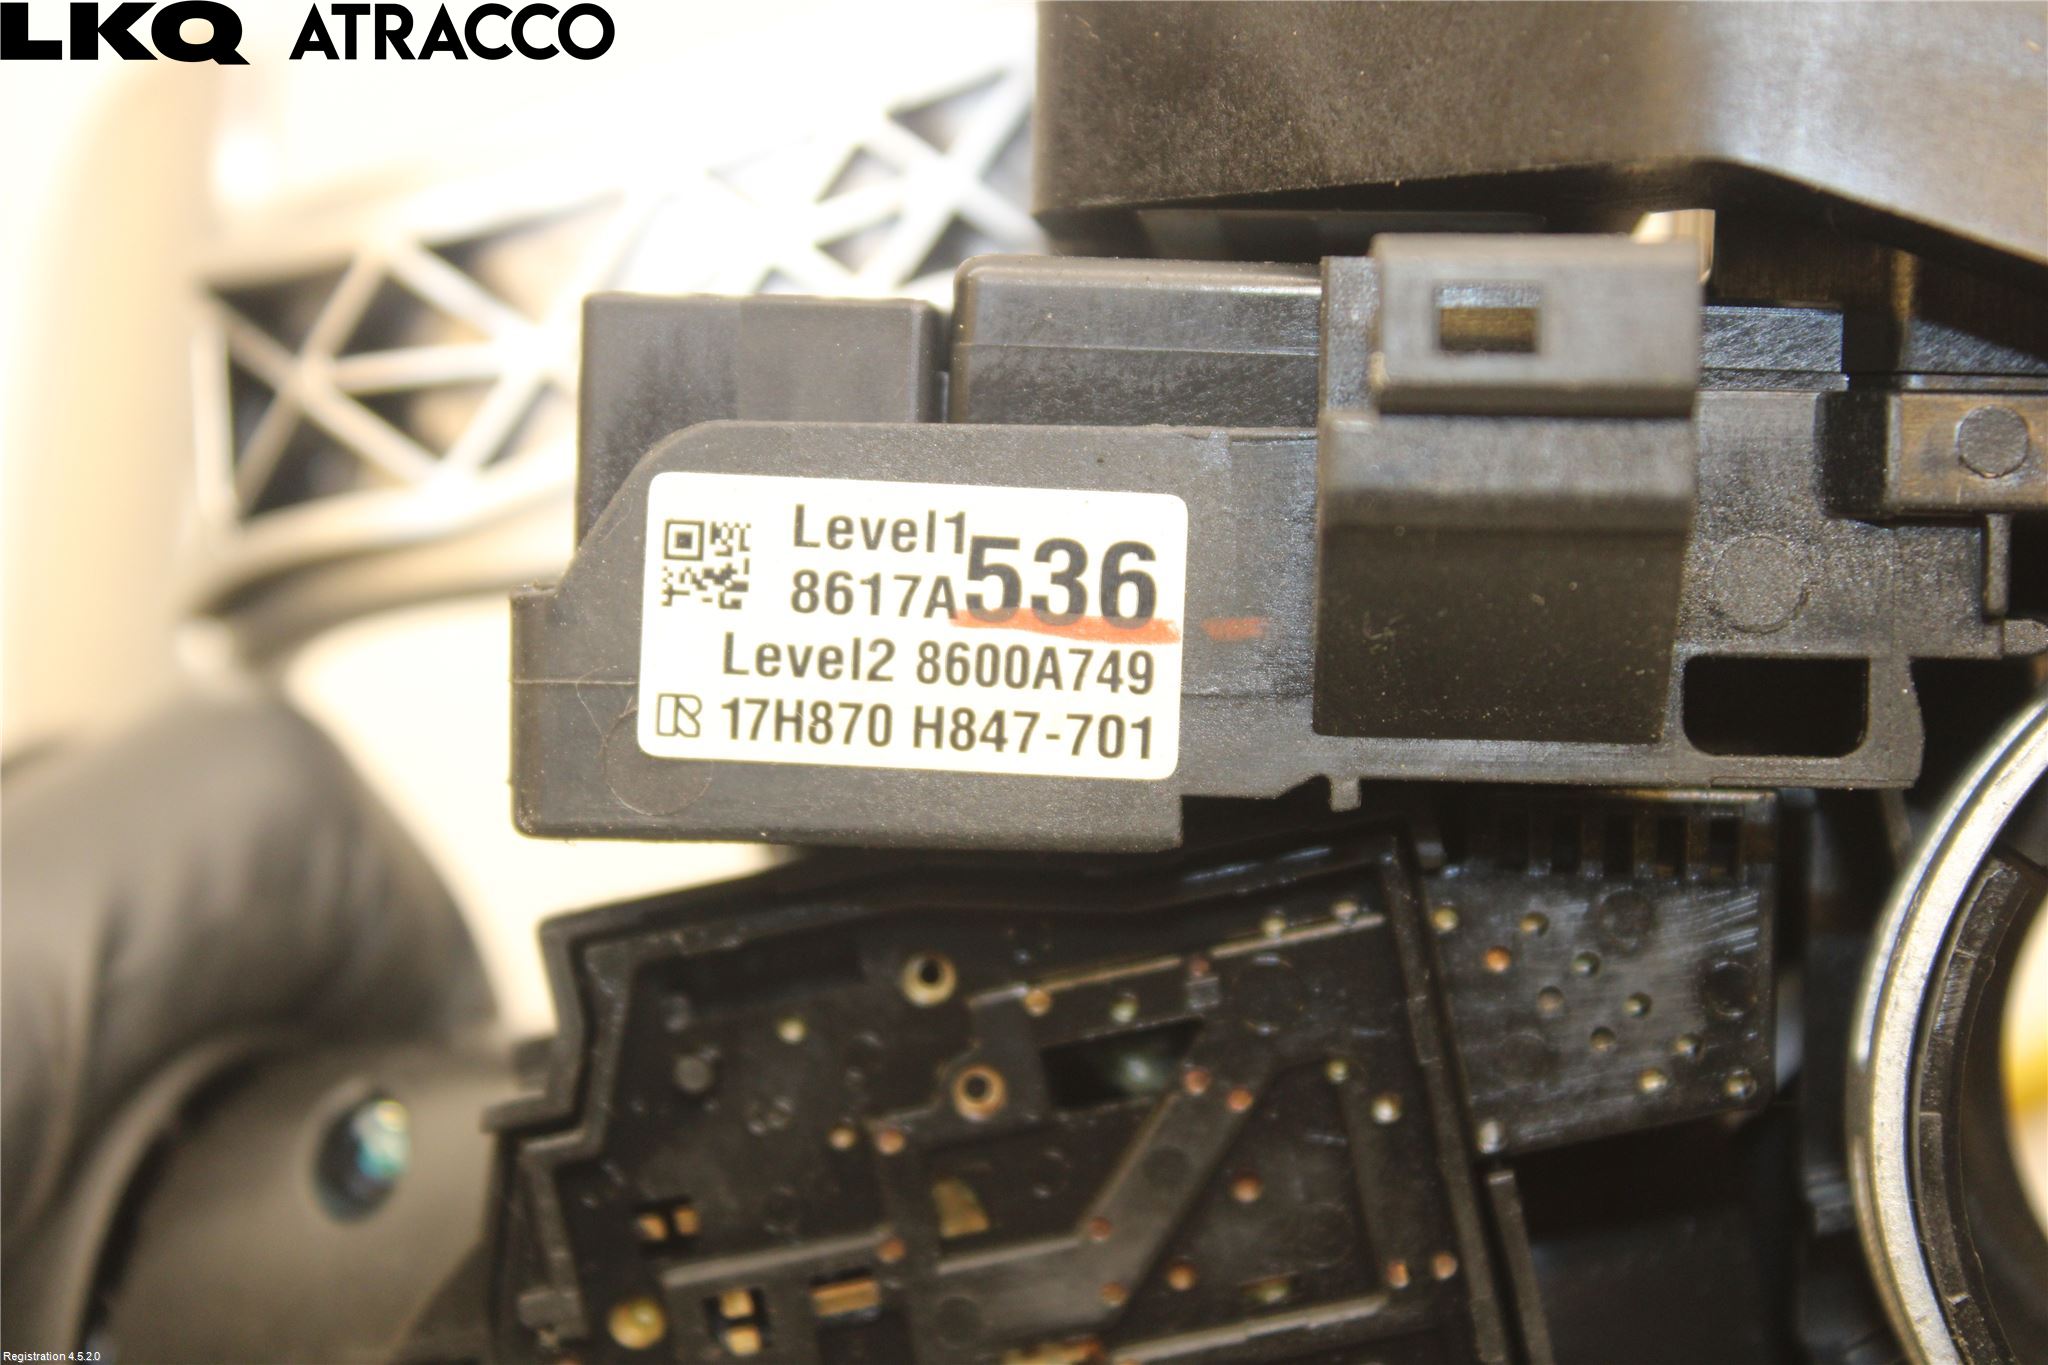 LKQ ATRACCO
Level1
8617A536
Level2 8600A749
17H870 H847-701
Registration 4.5.2.0